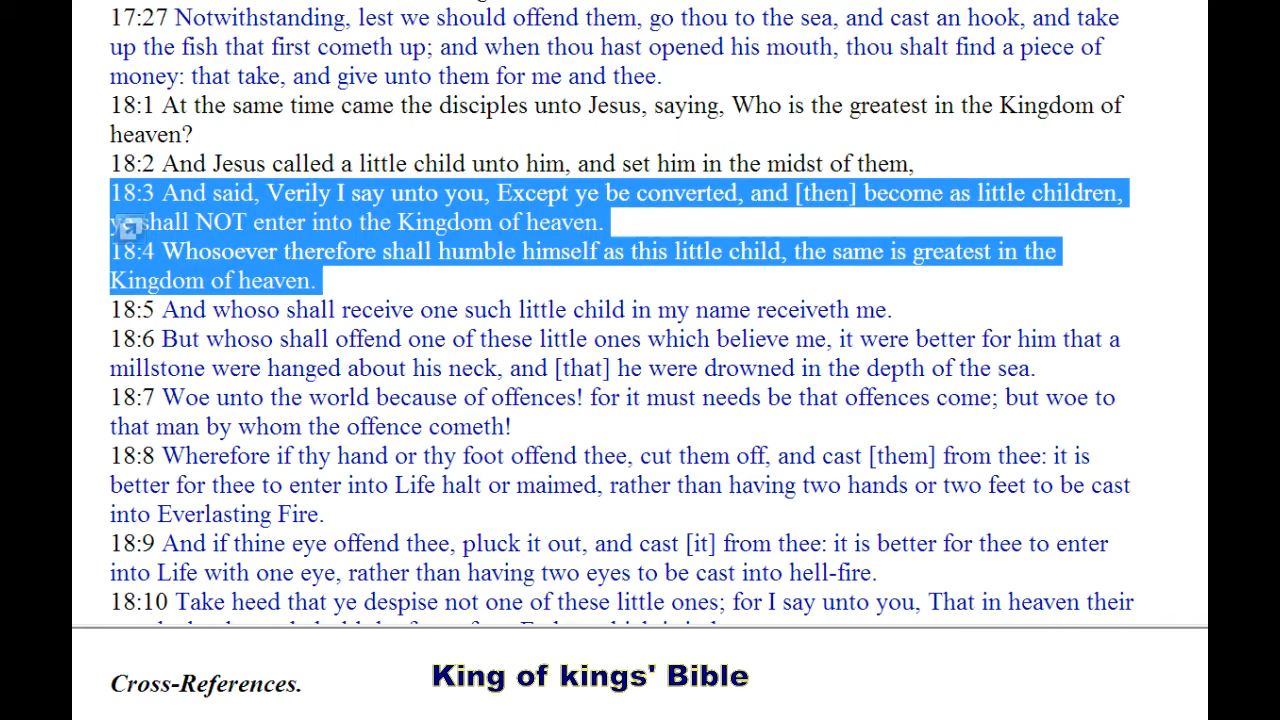 17:27 Notwithstanding, lest we should offend them, go thou to the sea, and cast an hook, and take
up the fish that first cometh up; and when thou hast opened his mouth, thou shalt find a piece of
money: that take, and give unto them for me and thee.
18:1 At the same time came the disciples unto Jesus, saying, Who is the greatest in the Kingdom of
heaven?
18:2 And Jesus called a little child unto him, and set him in the midst of them,
18:3 And said, Verily I say unto you, Except ye be converted, and [then] become as little children,
ye shall NOT enter into the Kingdom of heaven.
18:4 Whosoever therefore shall humble himself as this little child, the same is greatest in the
Kingdom of heaven.
18:5 And whoso shall receive one such little child in my name receiveth me.
18:6 But whoso shall offend one of these little ones which believe me, it were better for him that a
millstone were hanged about his neck, and [that] he were drowned in the depth of the sea.
18:7 Woe unto the world because of offences! for it must needs be that offences come; but woe to
that man by whom the offence cometh!
18:8 Wherefore if thy hand or thy foot offend thee, cut them off, and cast [them] from thee: it is
better for thee to enter into Life halt or maimed, rather than having two hands or two feet to be cast
into Everlasting Fire.
18:9 And if thine eye offend thee, pluck it out, and cast [it] from thee: it is better for thee to enter
into Life with one eye, rather than having two eyes to be cast into hell-fire.
18:10 Take heed that ye despise not one of these little ones; for I say unto you, That in heaven their
Cross-References.
King of kings' Bible